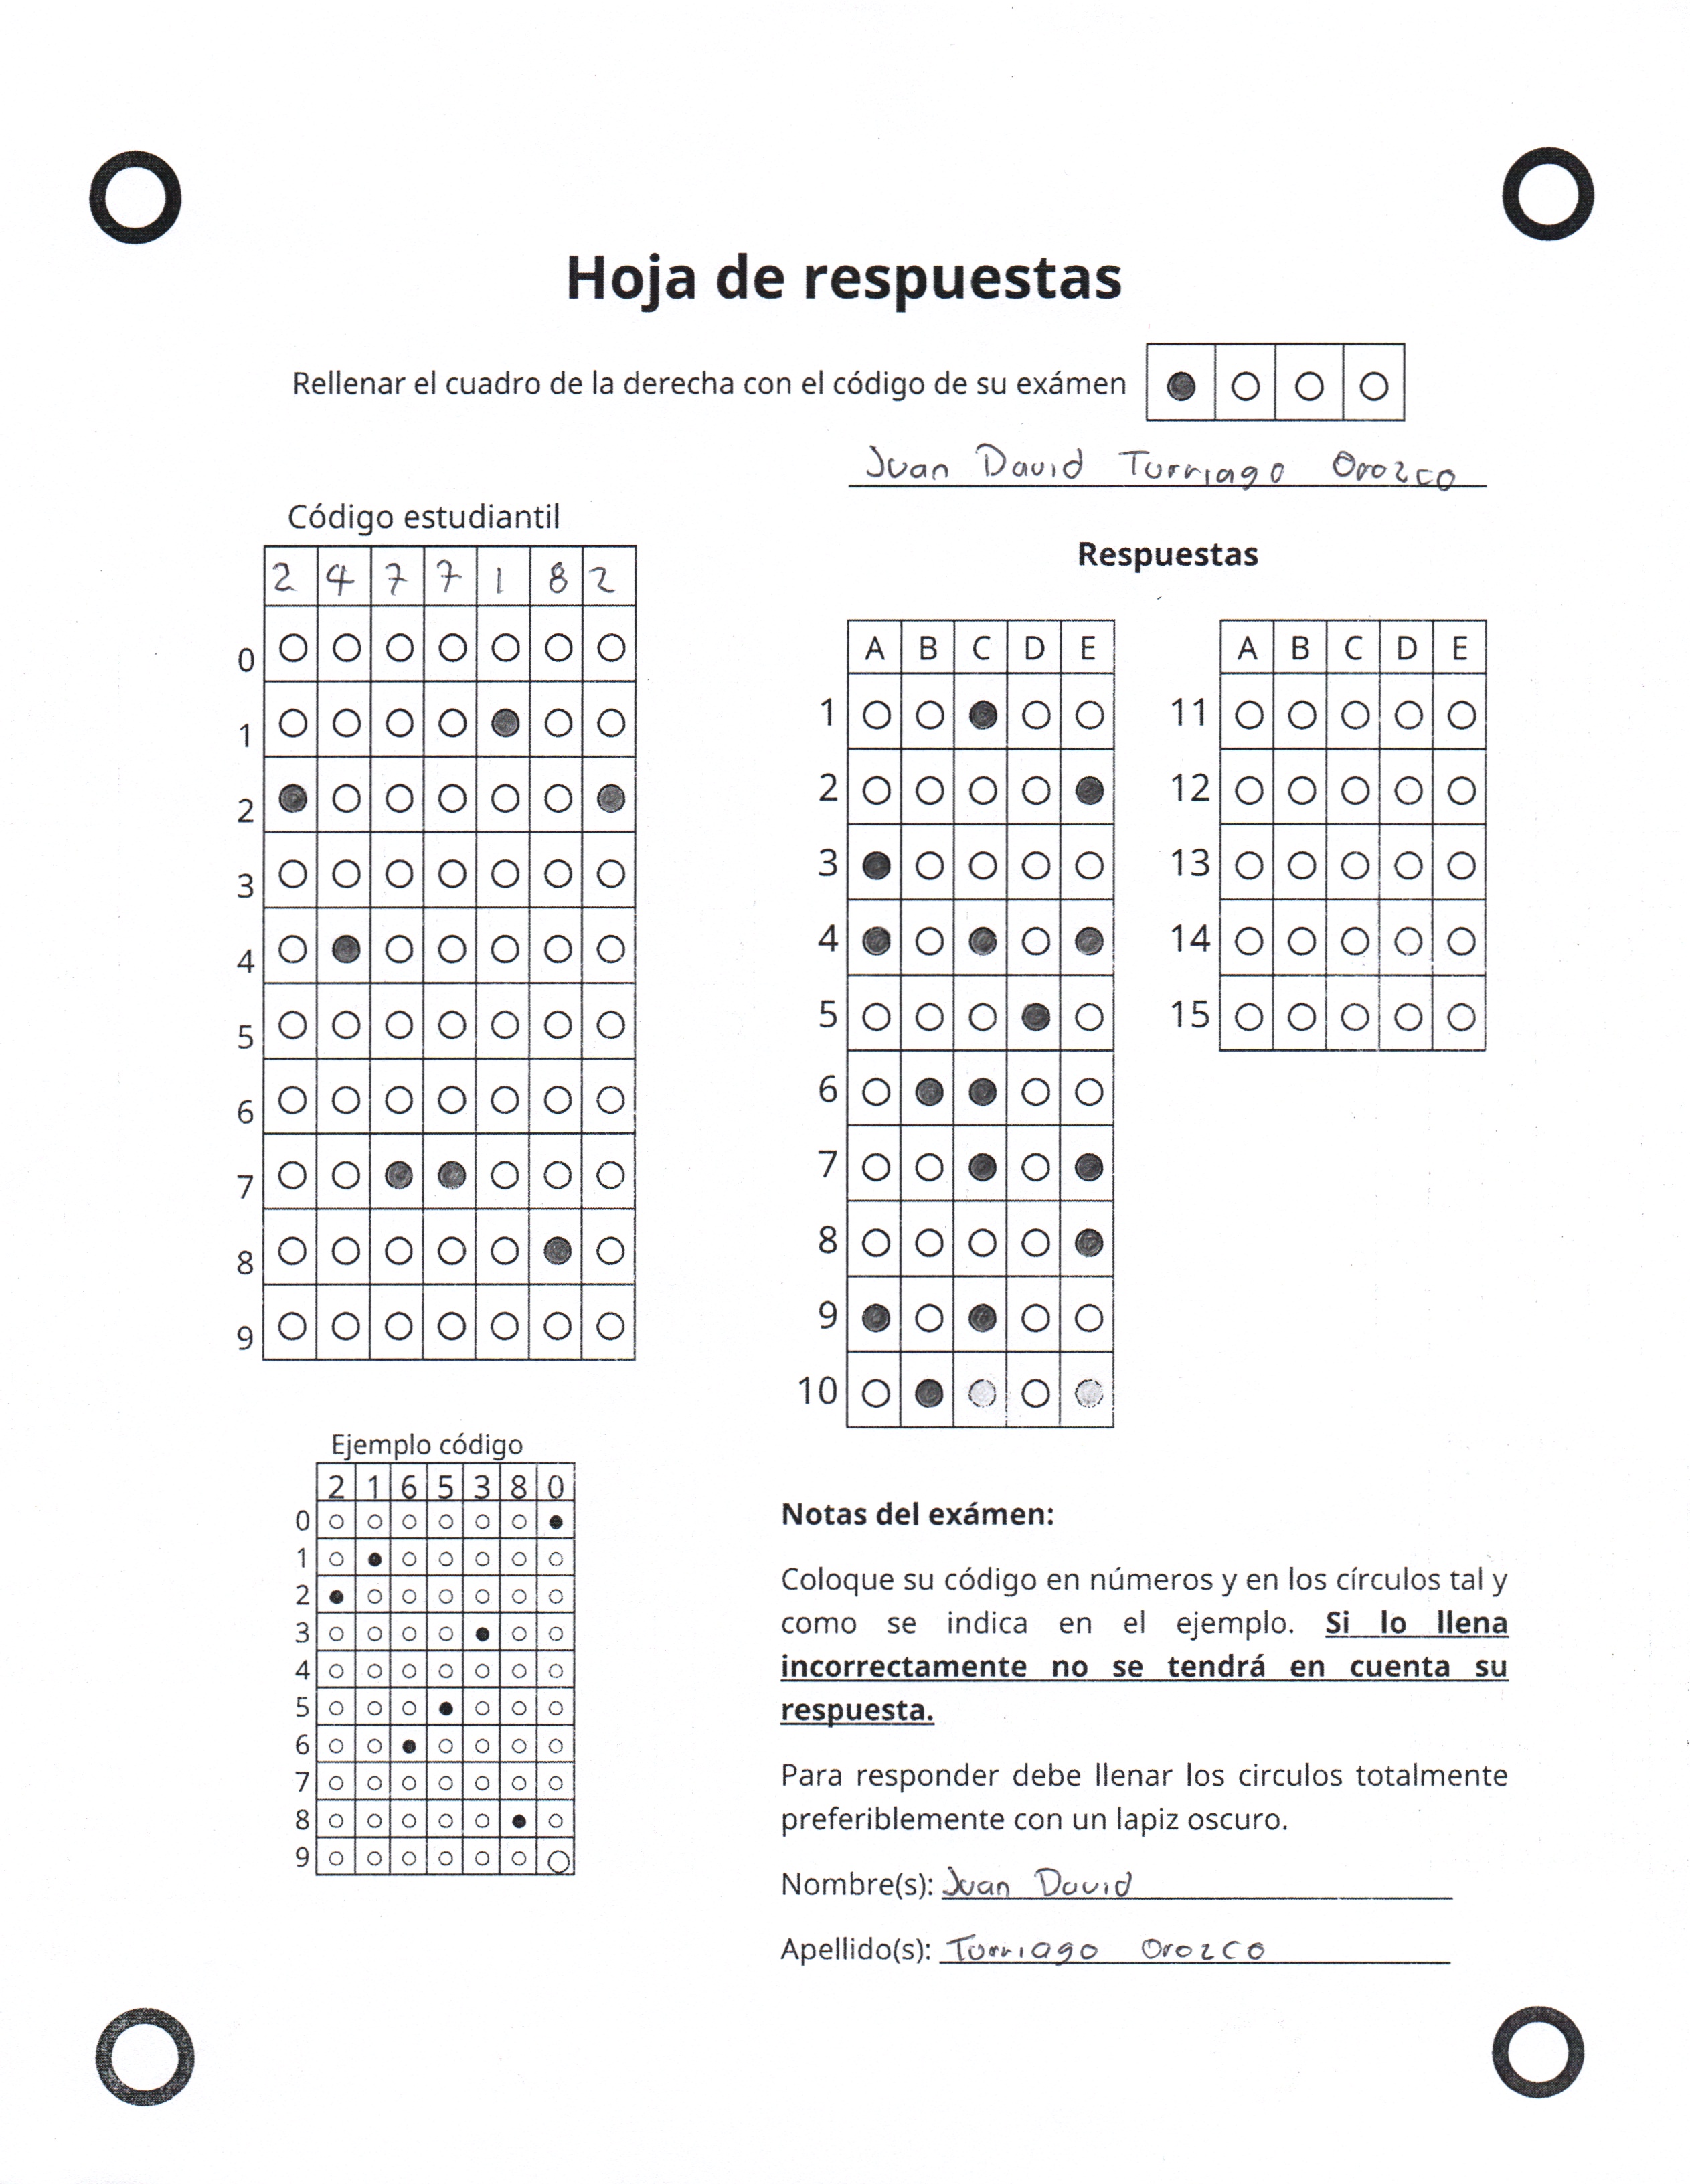 Hoja de respuestas
Rellenar el cuadro de la derecha con el código de su exámen
Juan David Turriago Orozco
Código estudiantil
2 4 7 7 1 8 2
0
1
2
3
4
5
6
7
8
9
Respuestas
A B C D E
1
2
3
4
5
6
7
8
9
10
A B C D E
11
12
13
14
15
Ejemplo código
2 1 6 5 3 8 0
0
1
2
3
4
5
6
7
8
9
Notas del exámen:
Coloque su código en números y en los círculos tal y
como se indica en el ejemplo. Si lo llena
incorrectamente no se tendrá en cuenta su
respuesta.
Para responder debe llenar los circulos totalmente
preferiblemente con un lapiz oscuro.
Nombre(s): Juan David
Apellido(s): Turriago Orozco